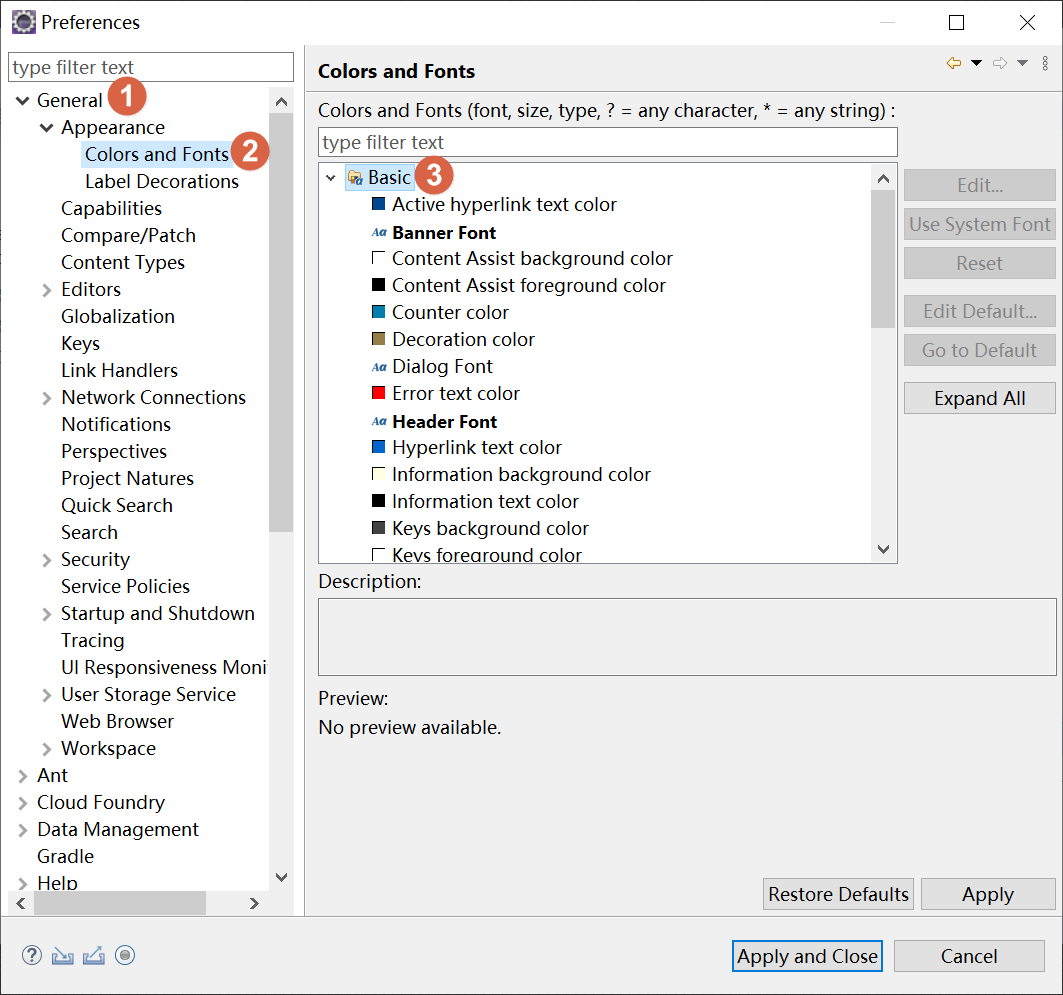 Preferences
type filter text
General 1
Appearance
Colors and Fonts 2
Label Decorations
Capabilities
Compare/Patch
Content Types
Editors
Globalization
Keys
Link Handlers
Network Connections
Notifications
Perspectives
Project Natures
Quick Search
Search
Security
Service Policies
Startup and Shutdown
Tracing
UI Responsiveness Moni
User Storage Service
Web Browser
Workspace
Ant
Cloud Foundry
Data Management
Gradle
Help
Colors and Fonts
Colors and Fonts (font, size, type, ? = any character, * = any string) :
type filter text
Basic 3
Active hyperlink text color
Aa Banner Font
Content Assist background color
Content Assist foreground color
Counter color
Decoration color
Aa Dialog Font
Error text color
Aa Header Font
Hyperlink text color
Information background color
Information text color
Keys background color
Keys foreground color
Edit...
Use System Font
Reset
Edit Default...
Go to Default
Expand All
Description:
Preview:
No preview available.
Restore Defaults
Apply
?
Apply and Close
Cancel